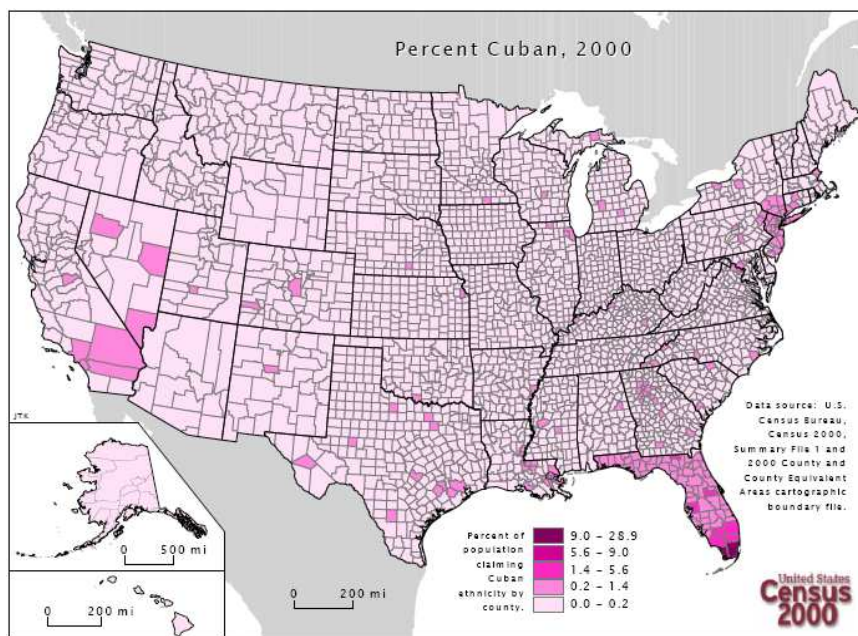 Percent Cuban, 2000
JTK
Data source: U.S.
Census Bureau,
Census 2000,
Summary File 1 and
2000 County and
County Equivalent
Areas cartographic
boundary file.
0 500 mi
0 200 mi
0 200 mi
Percent of
population
claiming
Cuban
ethnicity by
county.
9.0 - 28.9
5.6 - 9.0
1.4 - 5.6
0.2 - 1.4
0.0 - 0.2
United States
Census
2000